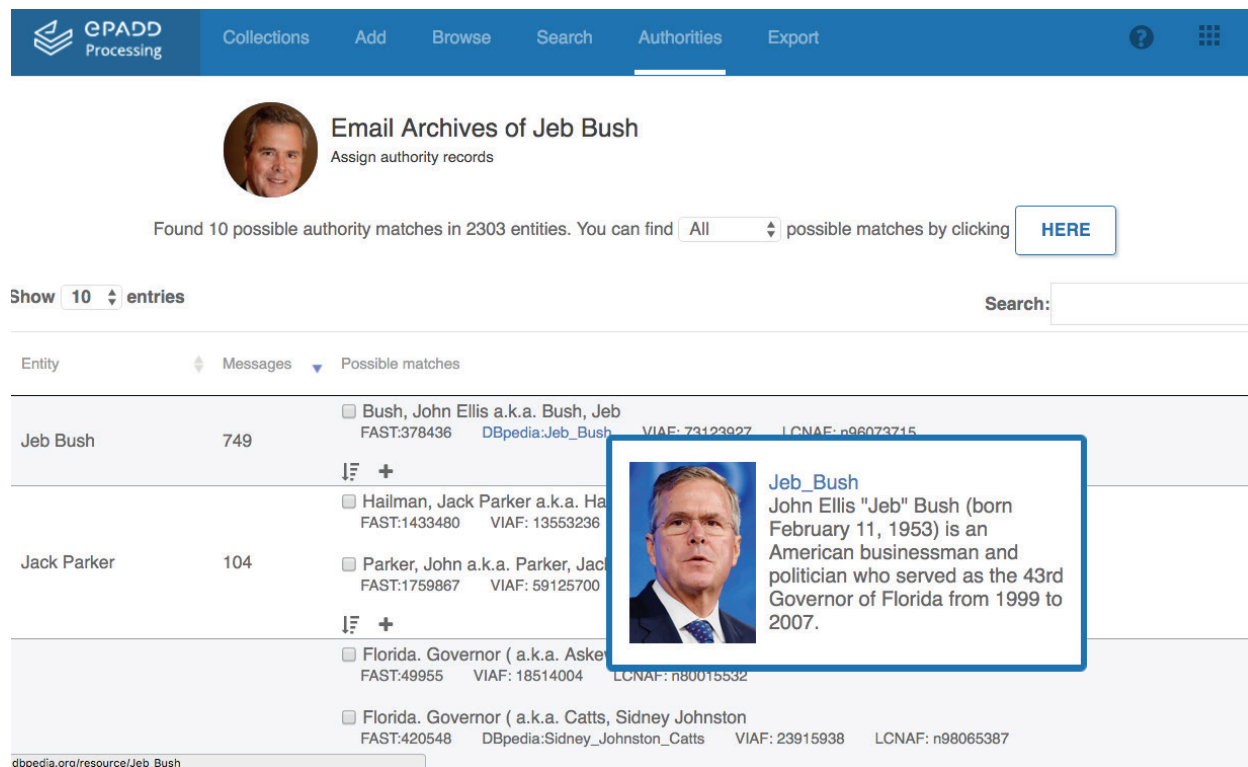 ePADD
Processing
Collections Add Browse Search Authorities Export
?
Email Archives of Jeb Bush
Assign authority records
Found 10 possible authority matches in 2303 entities. You can find All possible matches by clicking HERE
Show 10 entries
Search:
Entity Messages Possible matches
Bush, John Ellis a.k.a. Bush, Jeb
FAST:378436 DBpedia:Jeb_Bush VIAF: 73123927 LCNAF: n96073715
Jeb Bush 749
Hailman, Jack Parker a.k.a. Ha
FAST:1433480 VIAF: 13553236
Jack Parker 104
Parker, John a.k.a. Parker, Jac
FAST:1759867 VIAF: 59125700
Jeb_Bush
John Ellis "Jeb" Bush (born
February 11, 1953) is an
American businessman and
politician who served as the 43rd
Governor of Florida from 1999 to
2007.
Florida. Governor ( a.k.a. Askew
FAST:49955 VIAF: 18514004 LCNAF: n80015532
Florida. Governor ( a.k.a. Catts, Sidney Johnston
FAST:420548 DBpedia:Sidney_Johnston_Catts VIAF: 23915938 LCNAF: n98065387
dbpedia.org/resource/Jeb_Bush